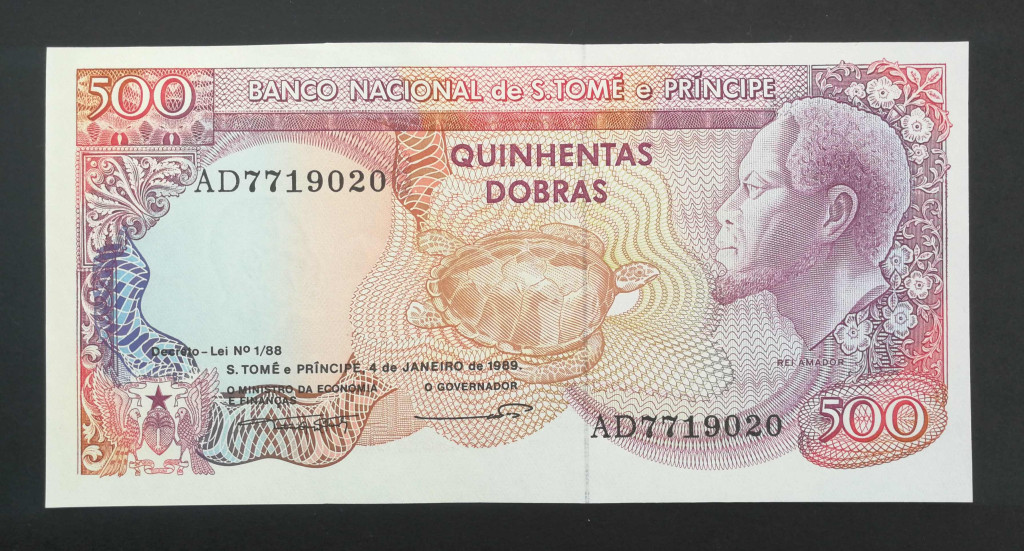 500
BANCO NACIONAL de S.TOMÉ e PRÍNCIPE
QUINHENTAS
DOBRAS
AD7719020
Decreto-Lei Nº 1/88
S. TOMÉ e PRÍNCIPE, 4 de JANEIRO de 1989.
O MINISTRO DA ECONOMIA
E FINANÇAS
O GOVERNADOR
REI AMADOR
AD7719020
500